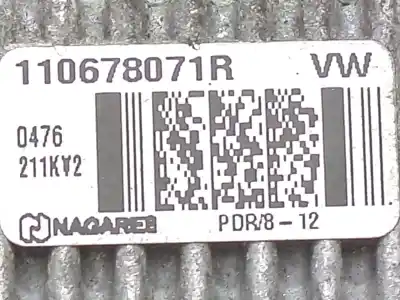 110678071R VW
0476
211KV2
NAGARES PDR/8-12